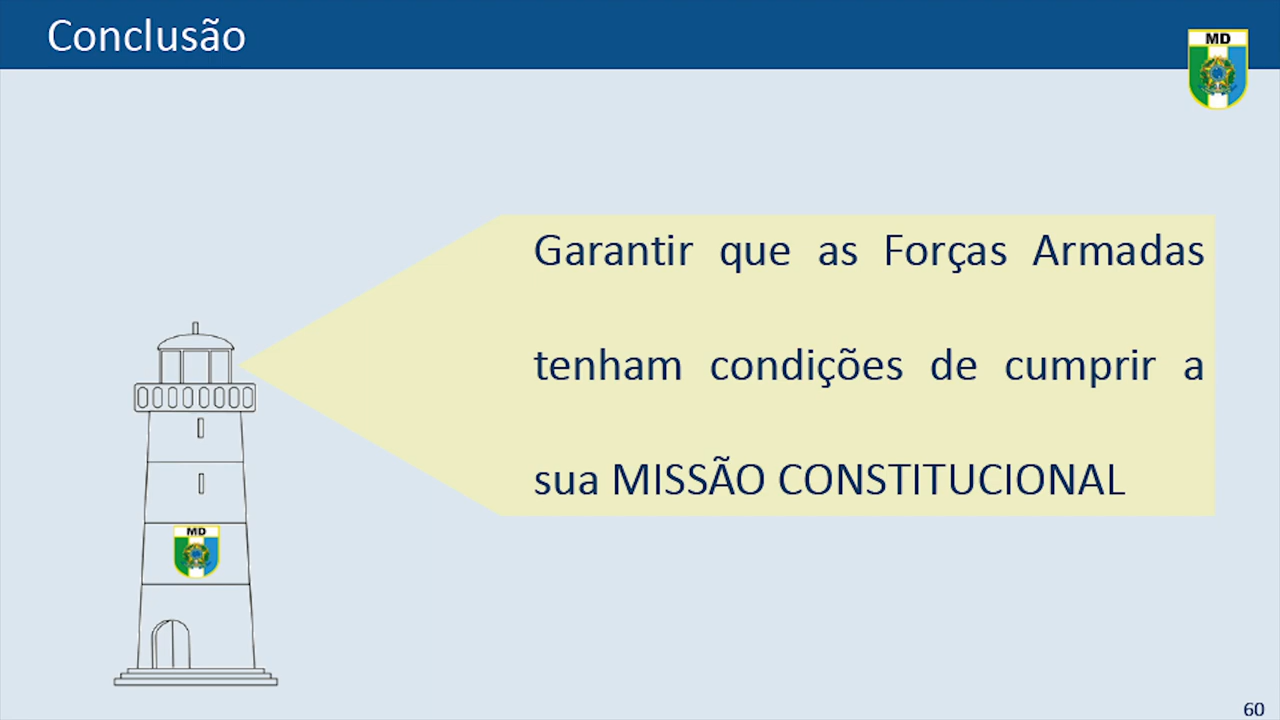 Conclusão
MD
Garantir que as Forças Armadas
tenham condições de cumprir a
sua MISSÃO CONSTITUCIONAL
MD
60